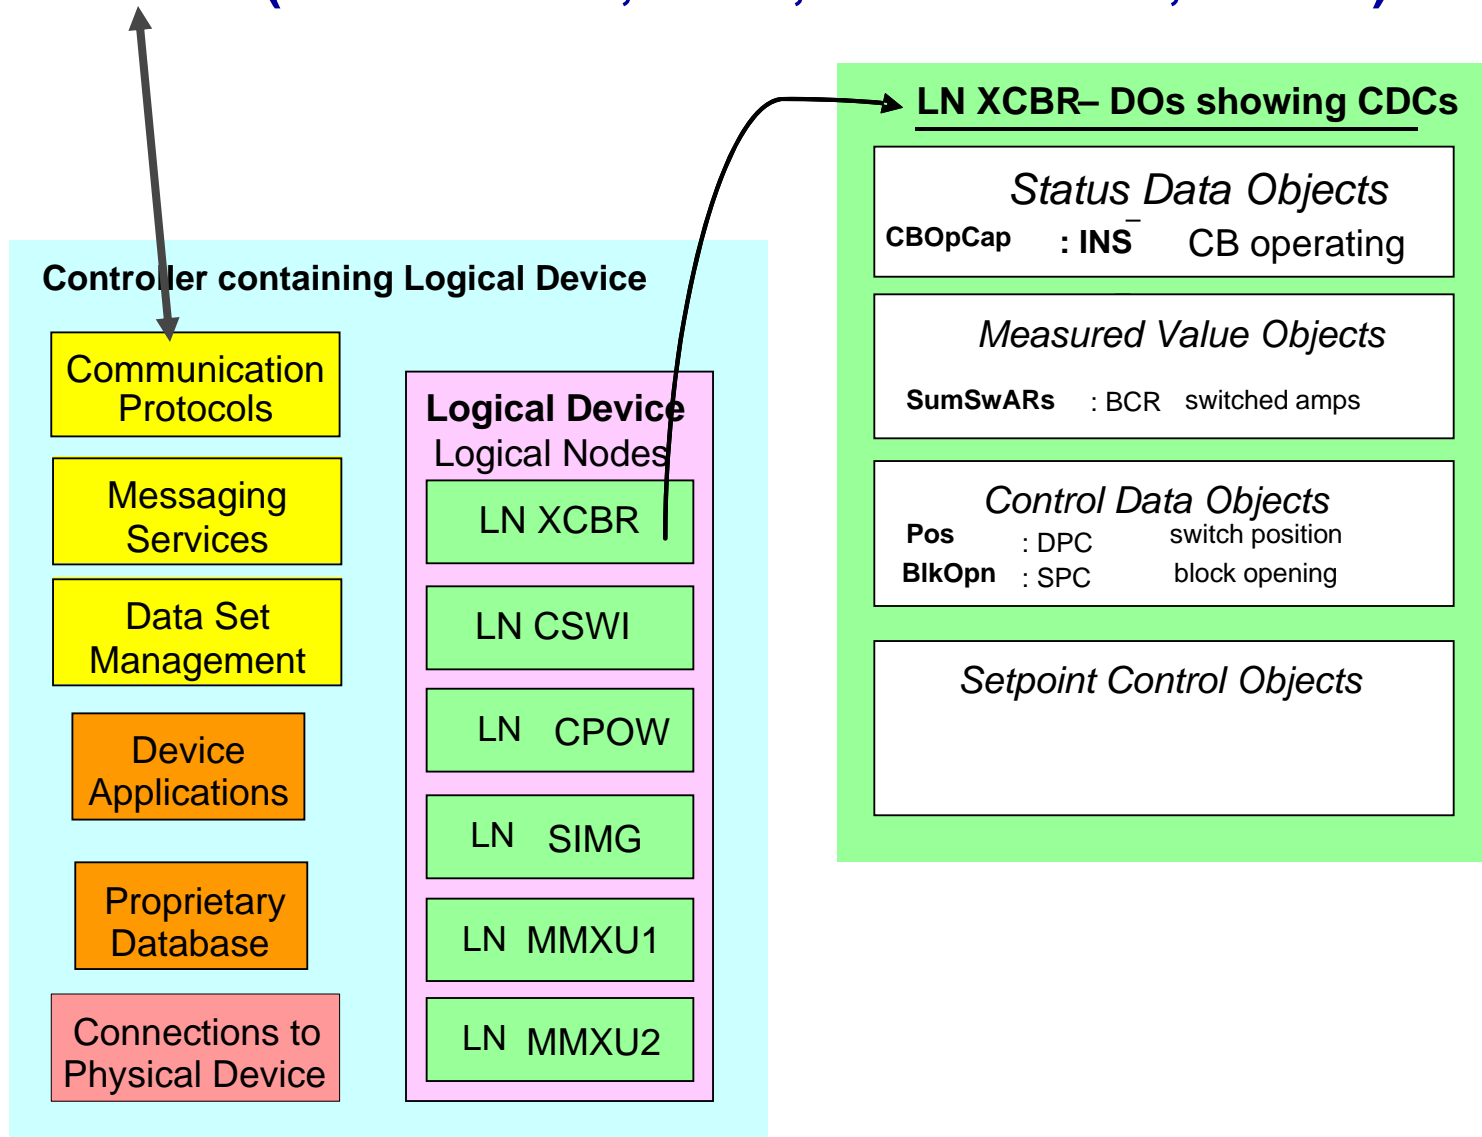 Controller containing Logical Device
Communication
Protocols
Messaging
Services
Data Set
Management
Device
Applications
Proprietary
Database
Connections to
Physical Device
Logical Device
Logical Nodes
LN XCBR
LN CSWI
LN CPOW
LN SIMG
LN MMXU1
LN MMXU2
LN XCBR– DOs showing CDCs
Status Data Objects
CBOpCap : INS CB operating
Measured Value Objects
SumSwARs : BCR switched amps
Control Data Objects
Pos : DPC switch position
BlkOpn : SPC block opening
Setpoint Control Objects